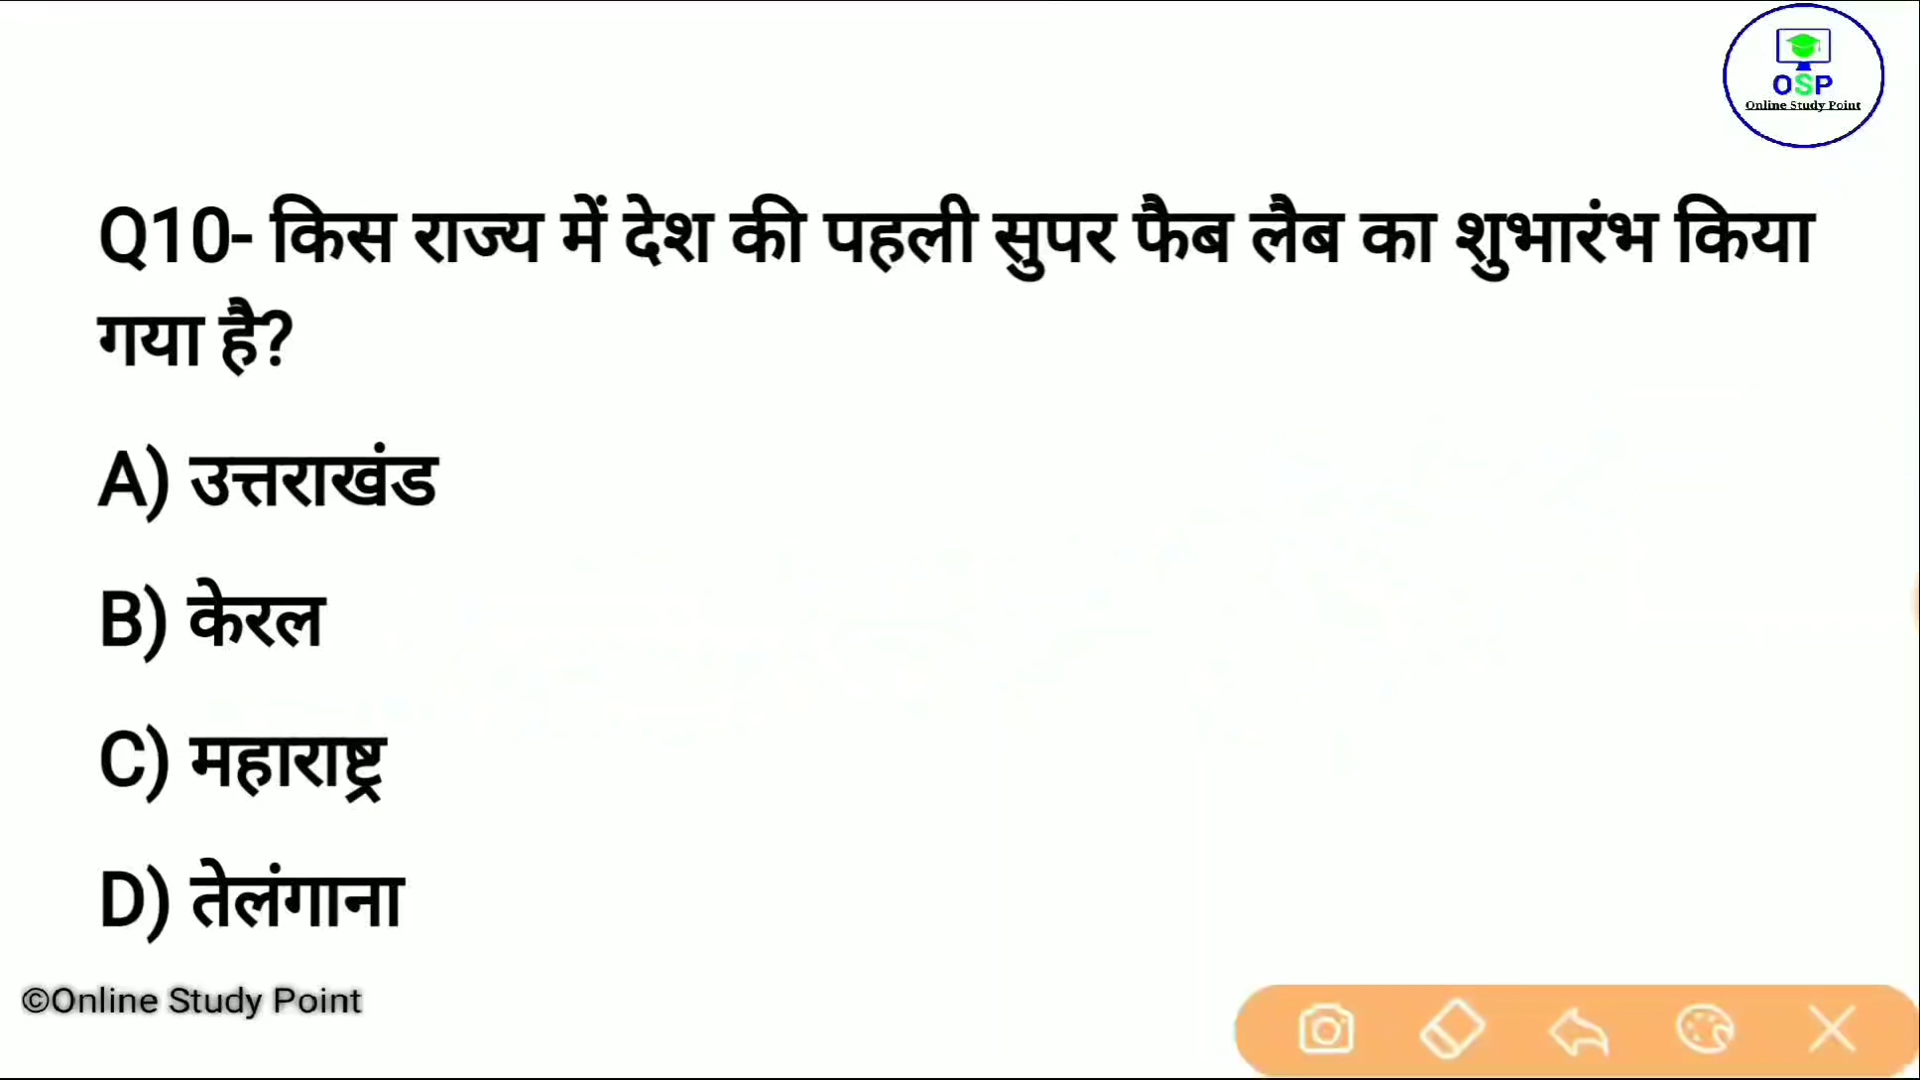 OSP
Online Study Point
Q10- किस राज्य में देश की पहली सुपर फैब लैब का शुभारंभ किया
गया है?
A) उत्तराखंड
B) केरल
C) महाराष्ट्र
D) तेलंगाना
©Online Study Point